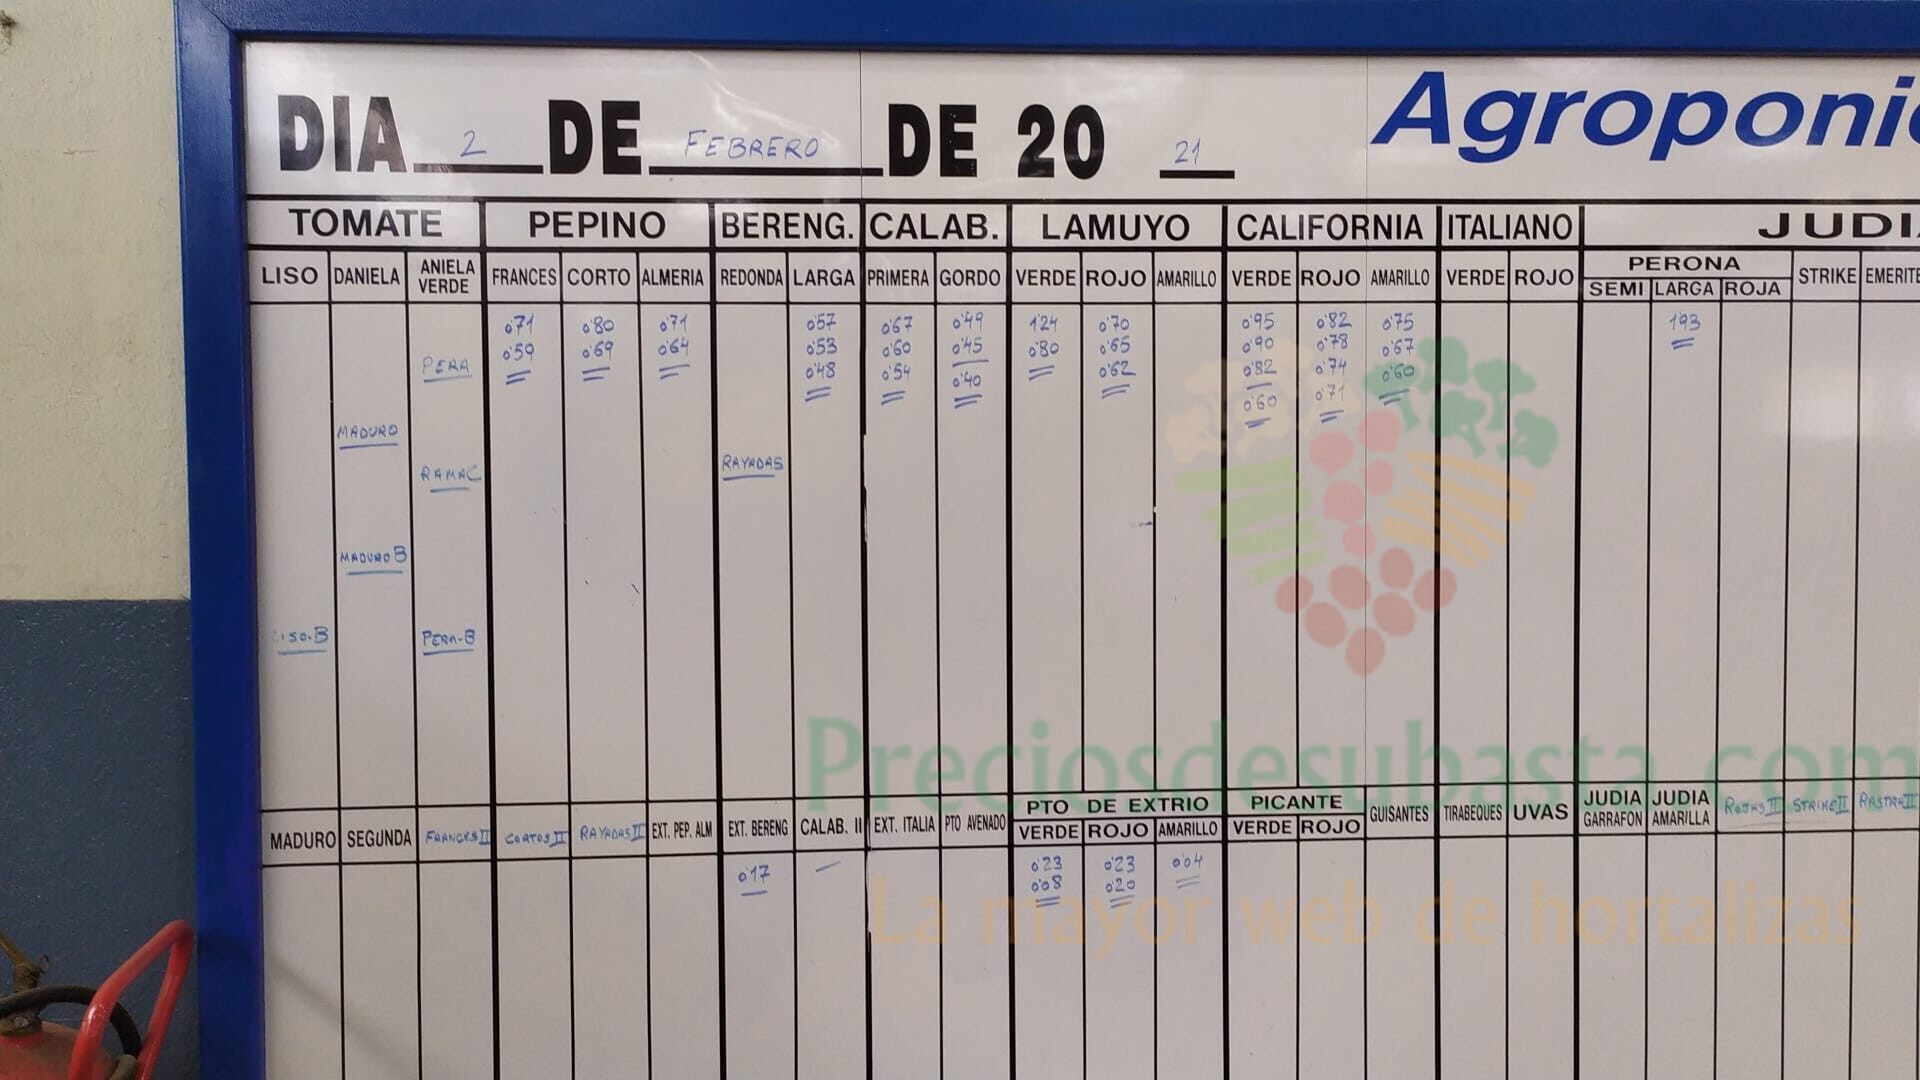 DIA 2 DE FEBRERO DE 20 21
Agroponic
TOMATE PEPINO BERENG. CALAB. LAMUYO CALIFORNIA ITALIANO JUDI
PERONA
LISO DANIELA ANIELA VERDE FRANCES CORTO ALMERIA REDONDA LARGA PRIMERA GORDO VERDE ROJO AMARILLO VERDE ROJO AMARILLO VERDE ROJO SEMI LARGA ROJA STRIKE EMERITE
0'71 0'80 0'71 0'57 0'67 0'49 1'24 0'70 0'95 0'82 0'75 193
0'59 0'69 0'64 0'53 0'60 0'45 0'80 0'65 0'90 0'78 0'67
PERA 0'48 0'54 0'40 0'62 0'82 0'74 0'60
0'60 0'71
MADURO
RAMAC RAYADAS
MADURO B
LISO-B PERA-B
Preciosdesubasta.com
PTO DE EXTRIO PICANTE
MADURO SEGUNDA FRANCES II CORTOS II RAYADAS II EXT. PEP. ALM EXT. BERENG CALAB. II EXT. ITALIA PTO AVENADO VERDE ROJO AMARILLO VERDE ROJO GUISANTES TIRABEQUES UVAS JUDIA GARRAFON JUDIA AMARILLA ROJAS II STRIKE II RASTRA II
0'17 — 0'23 0'23 0'04
0'08 0'20
La mayor web de hortalizas